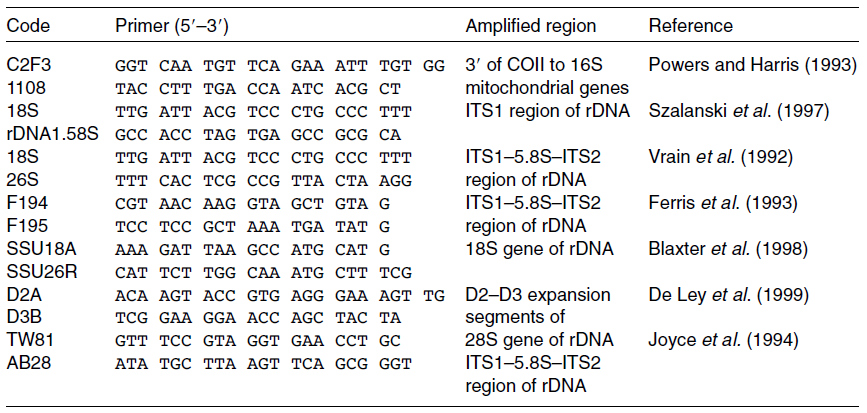 Code Primer (5′–3′) Amplified region Reference
C2F3 GGT CAA TGT TCA GAA ATT TGT GG 3′ of COII to 16S Powers and Harris (1993)
1108 TAC CTT TGA CCA ATC ACG CT mitochondrial genes
18S TTG ATT ACG TCC CTG CCC TTT ITS1 region of rDNA Szalanski et al. (1997)
rDNA1.58S GCC ACC TAG TGA GCC GCG CA
18S TTG ATT ACG TCC CTG CCC TTT ITS1–5.8S–ITS2 Vrain et al. (1992)
26S TTT CAC TCG CCG TTA CTA AGG region of rDNA
F194 CGT AAC AAG GTA GCT GTA G ITS1–5.8S–ITS2 Ferris et al. (1993)
F195 TCC TCC GCT AAA TGA TAT G region of rDNA
SSU18A AAA GAT TAA GCC ATG CAT G 18S gene of rDNA Blaxter et al. (1998)
SSU26R CAT TCT TGG CAA ATG CTT TCG
D2A ACA AGT ACC GTG AGG GAA AGT TG D2–D3 expansion De Ley et al. (1999)
D3B TCG GAA GGA ACC AGC TAC TA segments of
TW81 GTT TCC GTA GGT GAA CCT GC 28S gene of rDNA Joyce et al. (1994)
AB28 ATA TGC TTA AGT TCA GCG GGT ITS1–5.8S–ITS2
region of rDNA